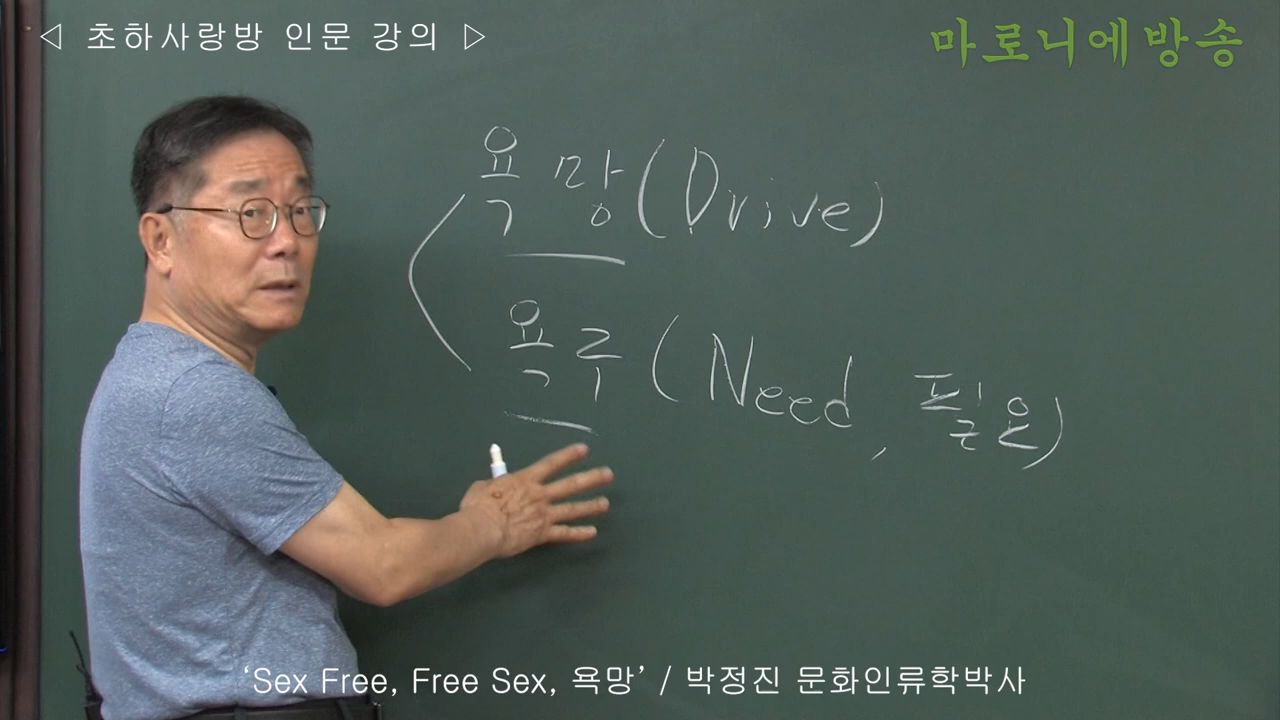 ◁ 초하사랑방 인문 강의 ▷
마로니에방송
욕망(Drive)
욕구(Need, 필요)
‘Sex Free, Free Sex, 욕망’ / 박정진 문화인류학박사